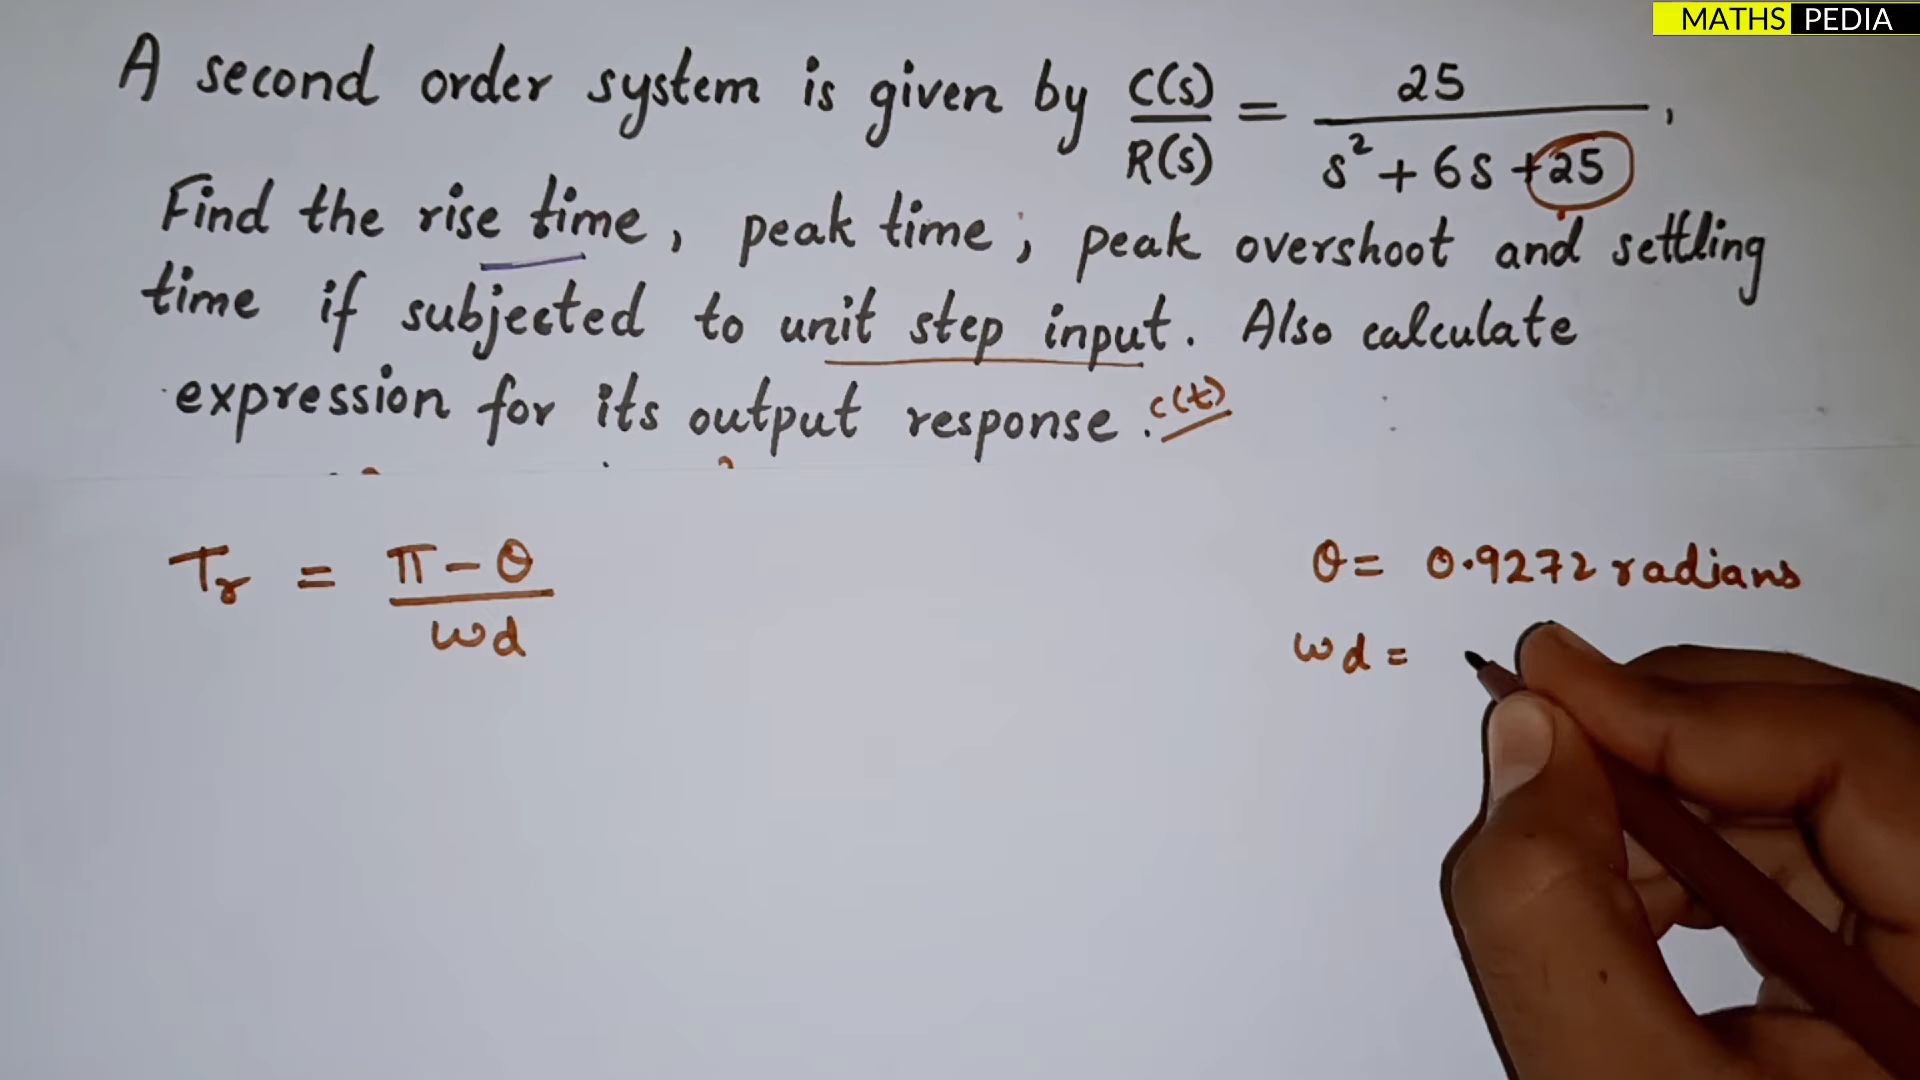 MATHS PEDIA
A second order system is given by C(s)/R(s) = 25/(s² + 6s + 25),
Find the rise time, peak time, peak overshoot and settling
time if subjected to unit step input. Also calculate
expression for its output response. c(t)
Tr = (π - θ)/ωd
θ = 0.9272 radians
ωd =